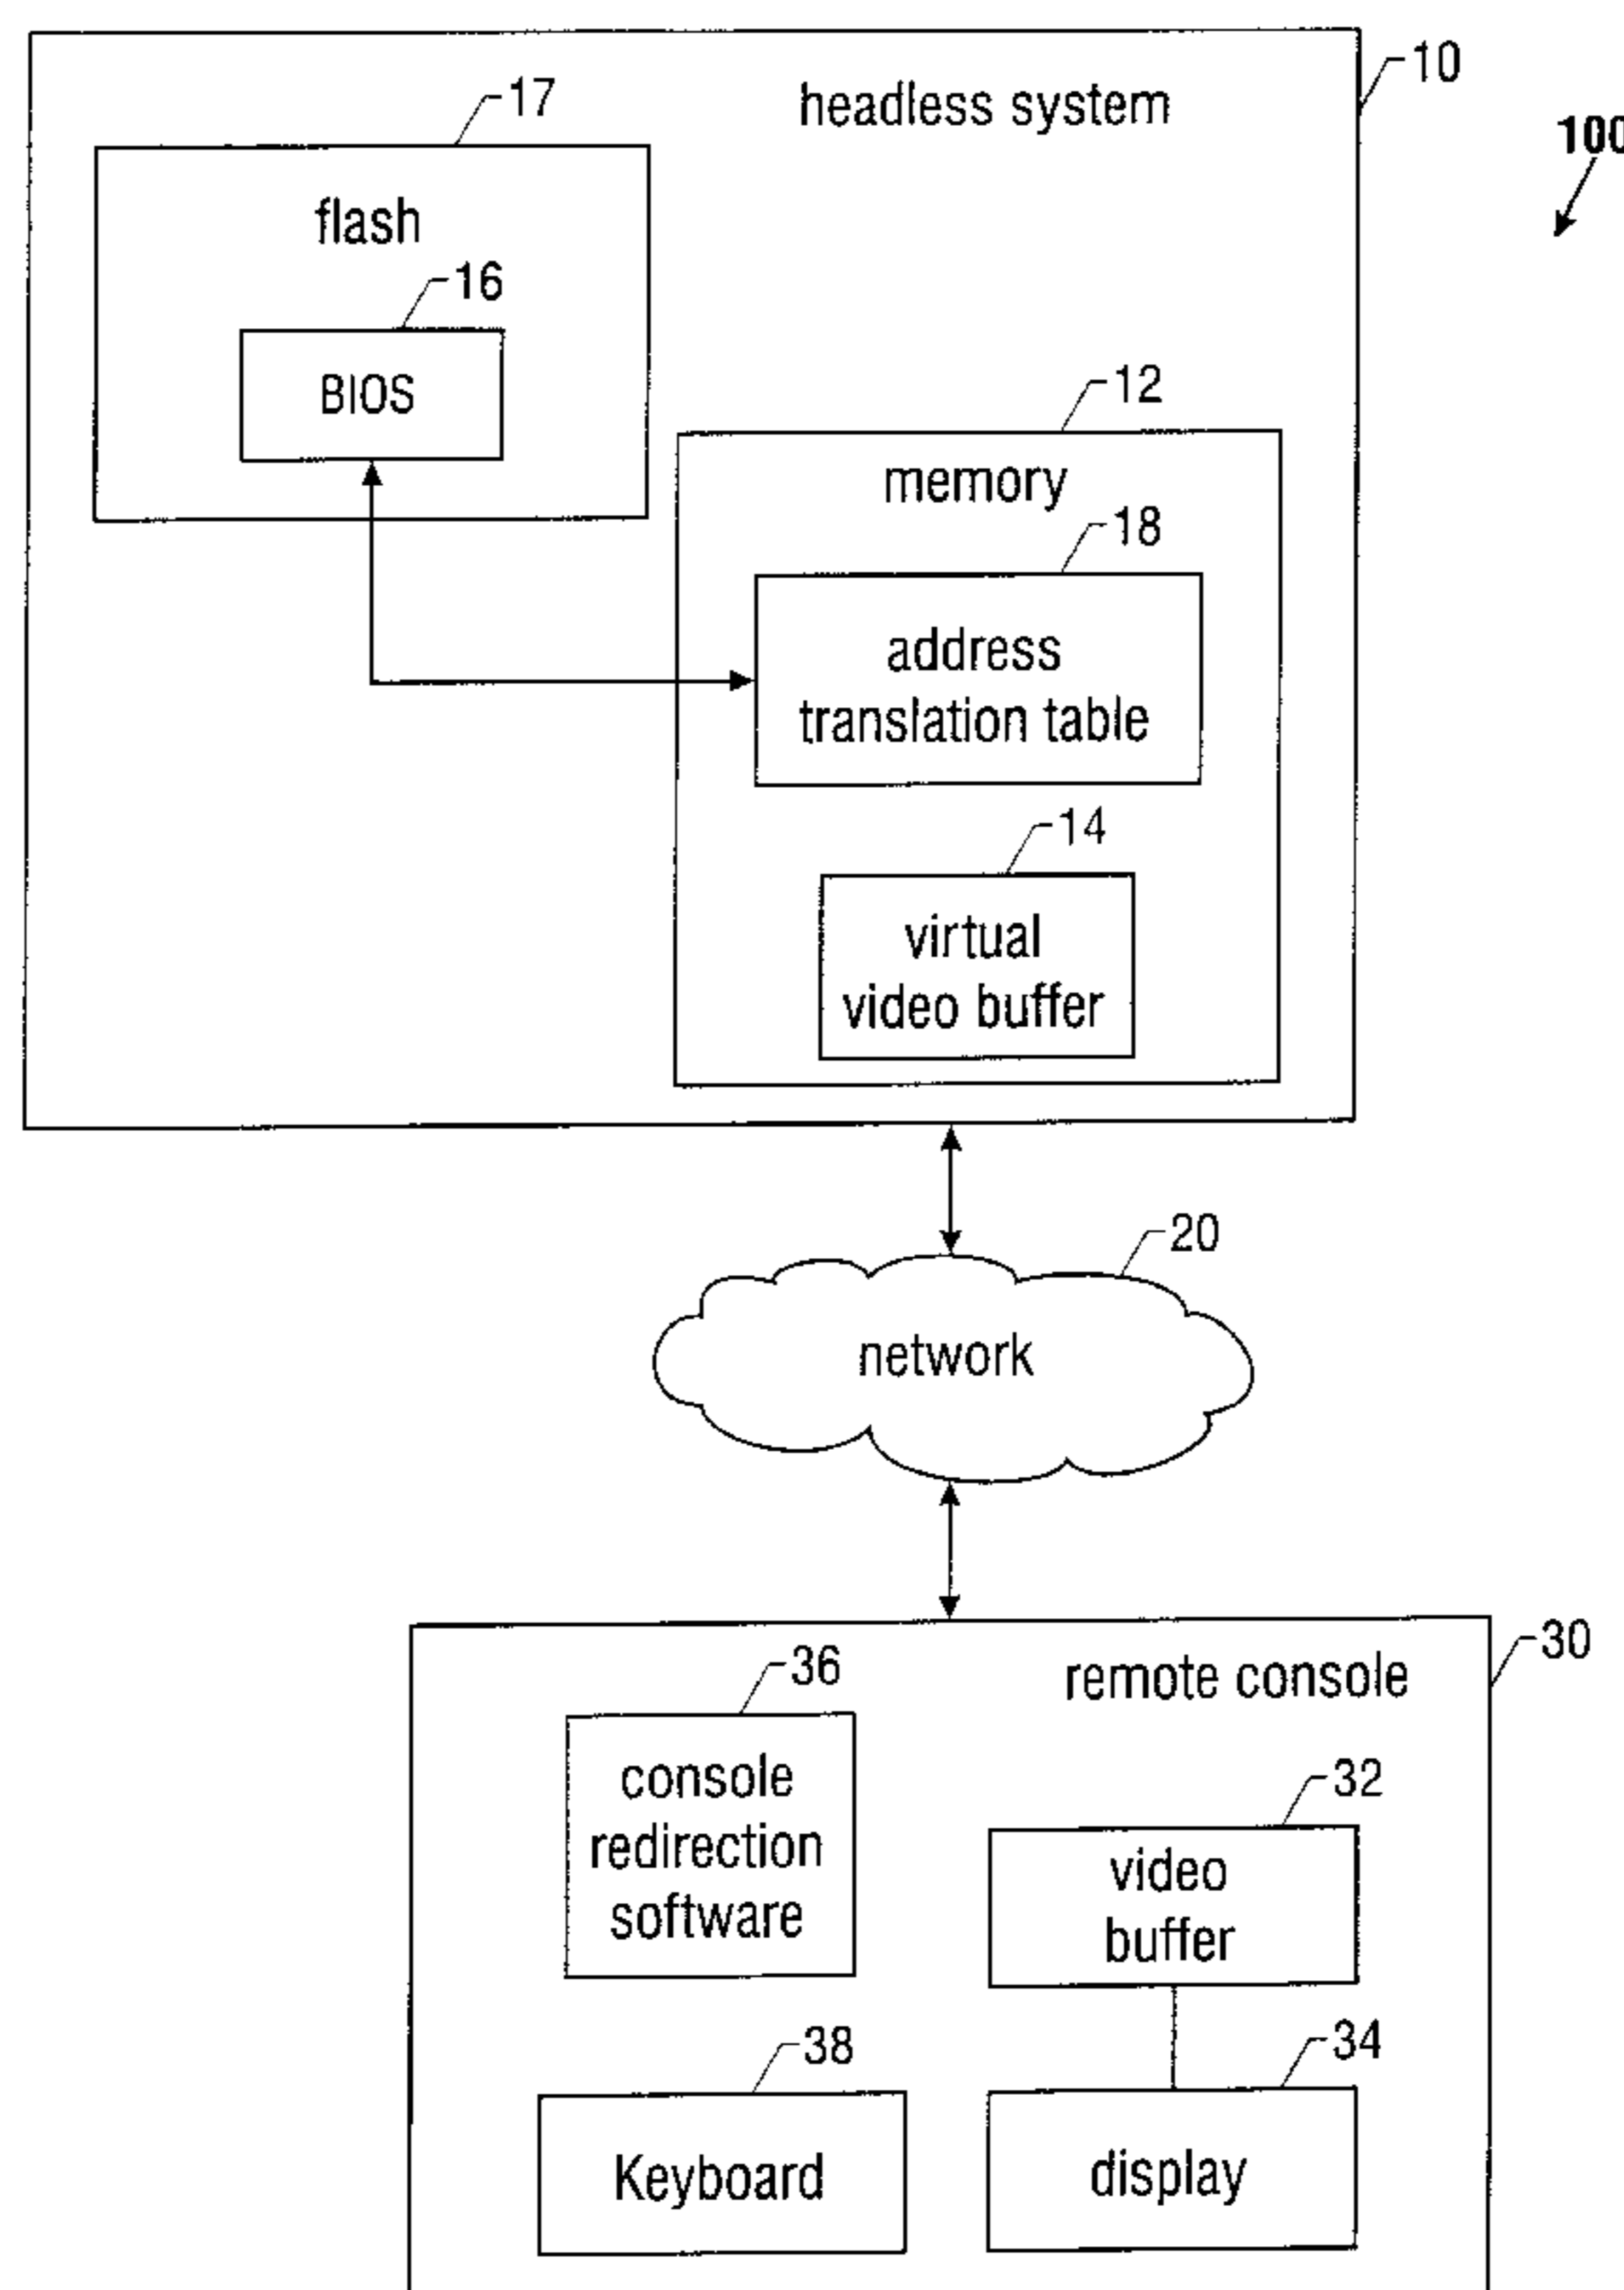 10
headless system
100
17
flash
16
BIOS
12
memory
18
address
translation table
14
virtual
video buffer
20
network
30
remote console
36
console
redirection
software
32
video
buffer
38
Keyboard
34
display